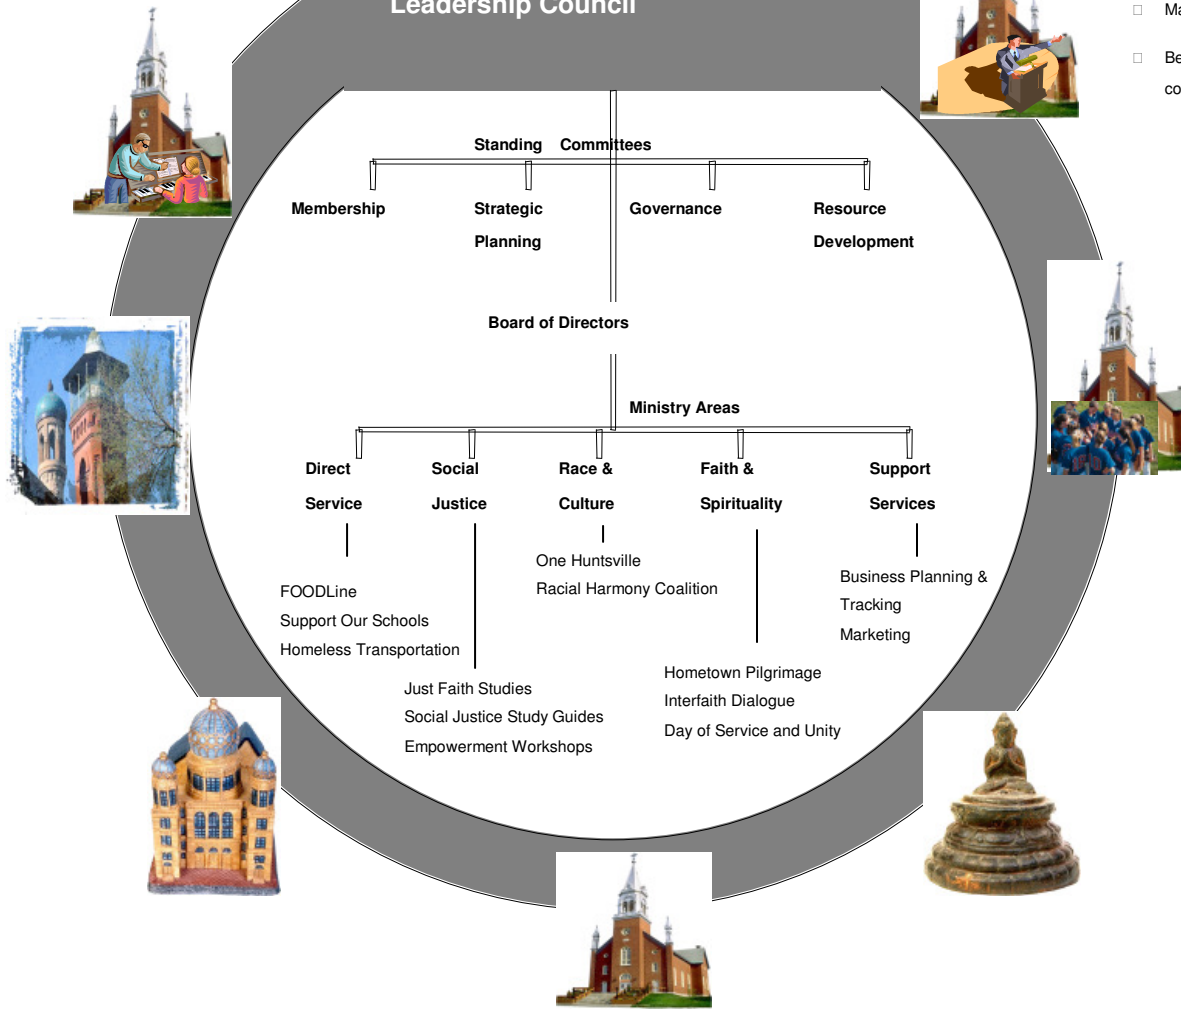 Leadership Council
Standing Committees
Membership
Strategic
Planning
Governance
Resource
Development
Board of Directors
Ministry Areas
Direct
Service
Social
Justice
Race &
Culture
Faith &
Spirituality
Support
Services
FOODLine
Support Our Schools
Homeless Transportation
Just Faith Studies
Social Justice Study Guides
Empowerment Workshops
One Huntsville
Racial Harmony Coalition
Hometown Pilgrimage
Interfaith Dialogue
Day of Service and Unity
Business Planning &
Tracking
Marketing